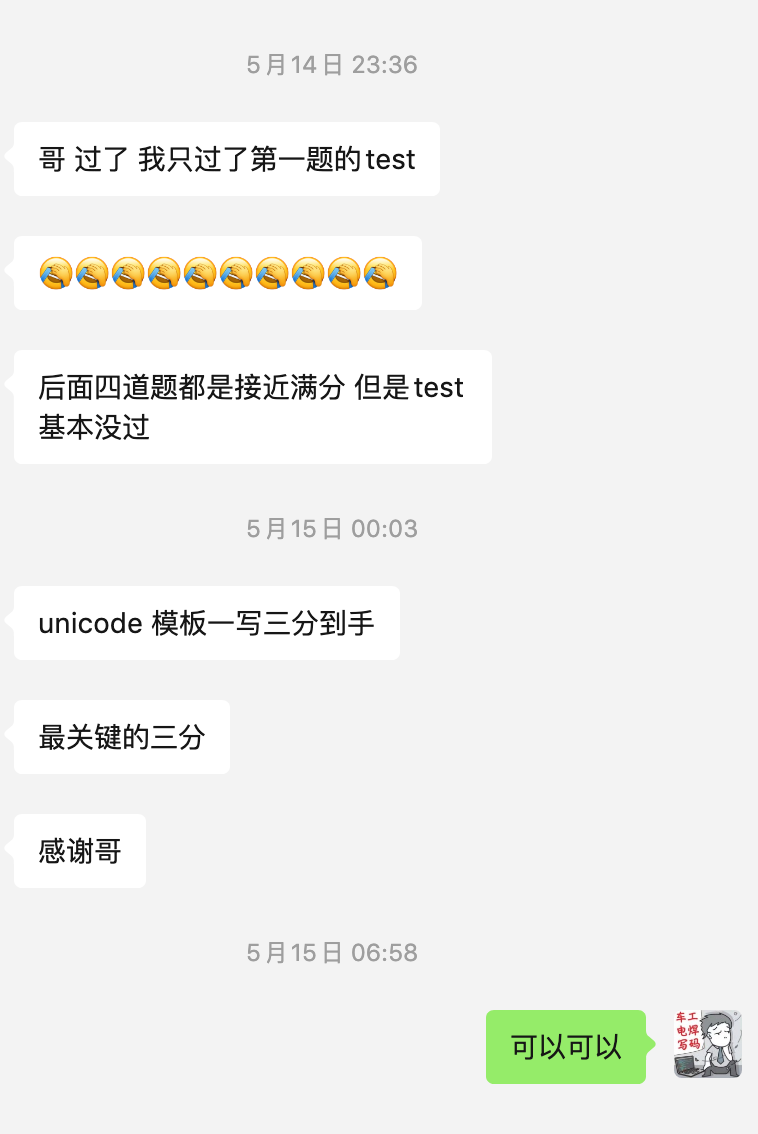 5月14日 23:36
哥 过了 我只过了第一题的test
🤣🤣🤣🤣🤣🤣🤣🤣🤣🤣
后面四道题都是接近满分 但是test
基本没过
5月15日 00:03
unicode 模板一写三分到手
最关键的三分
感谢哥
5月15日 06:58
可以可以
车工
电焊
写码